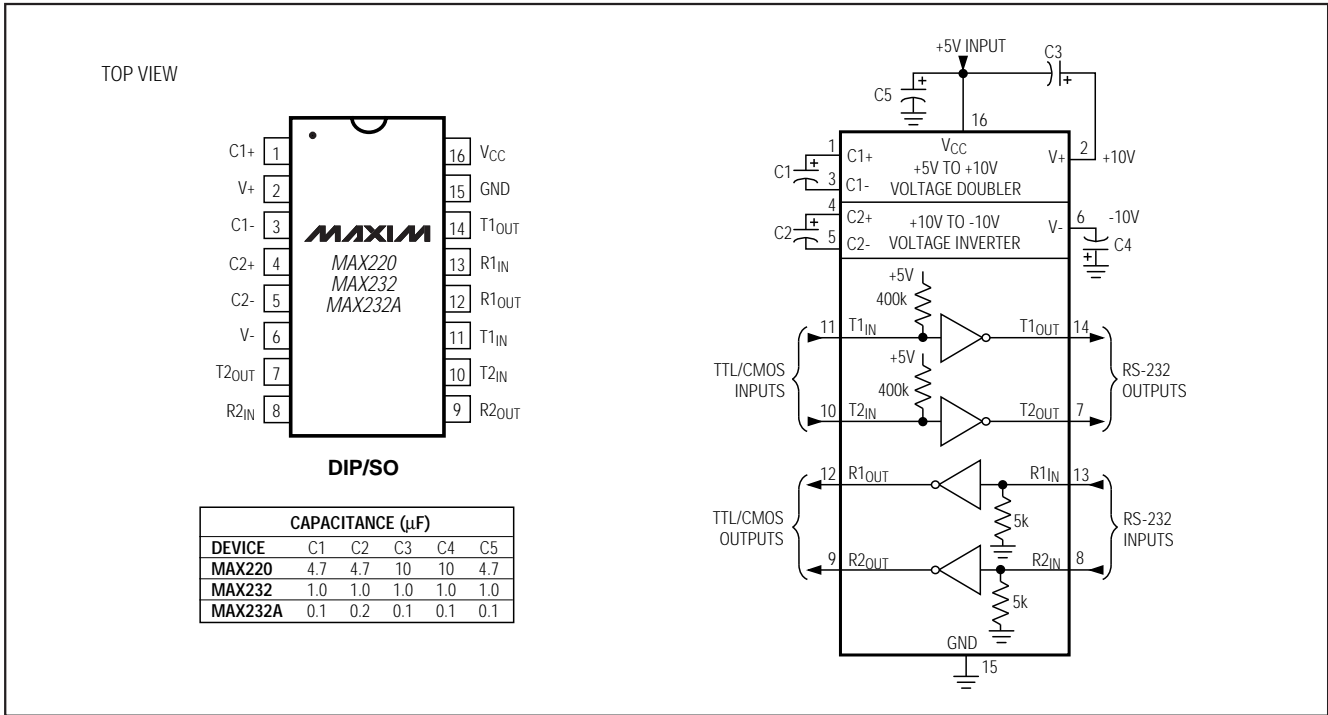 TOP VIEW
C1+ 1
V+ 2
C1- 3
C2+ 4
C2- 5
V- 6
T2OUT 7
R2IN 8
16 VCC
15 GND
14 T1OUT
13 R1IN
12 R1OUT
11 T1IN
10 T2IN
9 R2OUT
MAXIM
MAX220
MAX232
MAX232A
DIP/SO
CAPACITANCE (μF)
DEVICE C1 C2 C3 C4 C5
MAX220 4.7 4.7 10 10 4.7
MAX232 1.0 1.0 1.0 1.0 1.0
MAX232A 0.1 0.2 0.1 0.1 0.1
+5V INPUT
C3
+
C5
+
16
VCC
+5V TO +10V
VOLTAGE DOUBLER
1
C1+
C1
+
3
C1-
V+
2
+10V
4
C2+
C2
+
5
C2-
+10V TO -10V
VOLTAGE INVERTER
V-
6
-10V
C4
+
+5V
400k
11 T1IN
T1OUT 14
+5V
400k
TTL/CMOS
INPUTS
RS-232
OUTPUTS
10 T2IN
T2OUT 7
12 R1OUT
R1IN 13
5k
TTL/CMOS
OUTPUTS
RS-232
INPUTS
9 R2OUT
R2IN 8
5k
GND
15